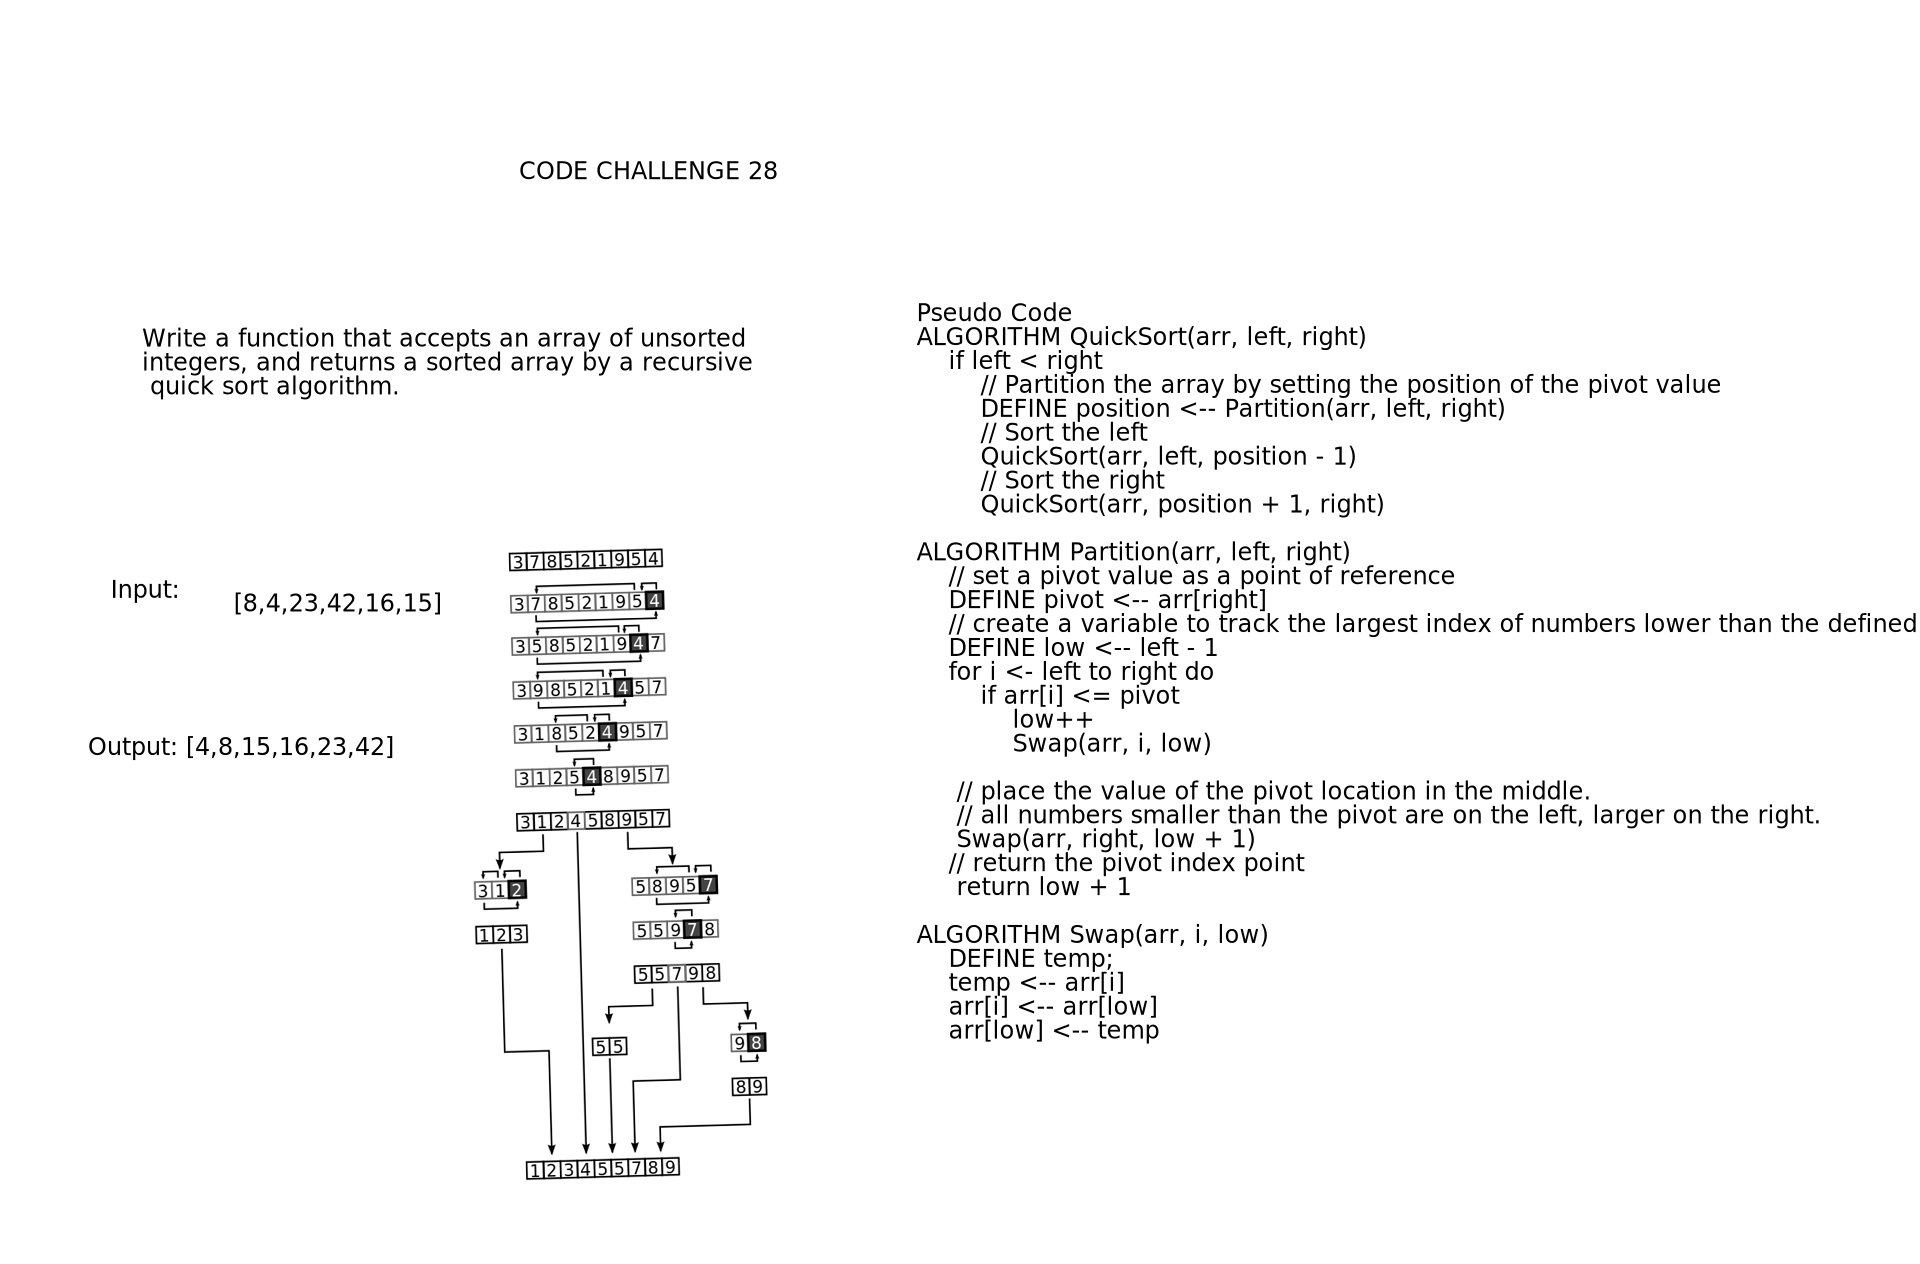 CODE CHALLENGE 28
Write a function that accepts an array of unsorted
integers, and returns a sorted array by a recursive
quick sort algorithm.
Input:
[8,4,23,42,16,15]
Output: [4,8,15,16,23,42]
3 7 8 5 2 1 9 5 4
3 7 8 5 2 1 9 5 4
3 5 8 5 2 1 9 4 7
3 9 8 5 2 1 4 5 7
3 1 8 5 2 4 9 5 7
3 1 2 5 4 8 9 5 7
3 1 2 4 5 8 9 5 7
3 1 2
5 8 9 5 7
1 2 3
5 5 9 7 8
5 5 7 9 8
5 5
9 8
8 9
1 2 3 4 5 5 7 8 9
Pseudo Code
ALGORITHM QuickSort(arr, left, right)
if left < right
// Partition the array by setting the position of the pivot value
DEFINE position <-- Partition(arr, left, right)
// Sort the left
QuickSort(arr, left, position - 1)
// Sort the right
QuickSort(arr, position + 1, right)
ALGORITHM Partition(arr, left, right)
// set a pivot value as a point of reference
DEFINE pivot <-- arr[right]
// create a variable to track the largest index of numbers lower than the defined
DEFINE low <-- left - 1
for i <- left to right do
if arr[i] <= pivot
low++
Swap(arr, i, low)
// place the value of the pivot location in the middle.
// all numbers smaller than the pivot are on the left, larger on the right.
Swap(arr, right, low + 1)
// return the pivot index point
return low + 1
ALGORITHM Swap(arr, i, low)
DEFINE temp;
temp <-- arr[i]
arr[i] <-- arr[low]
arr[low] <-- temp